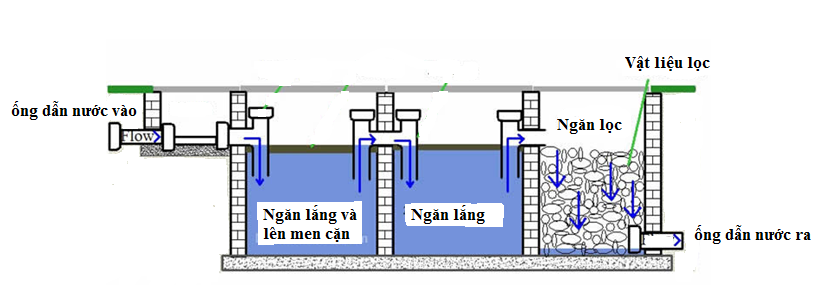 Vật liệu lọc
ống dẫn nước vào
Flow
Ngăn lọc
Ngăn lắng và
lên men cặn
Ngăn lắng
ống dẫn nước ra